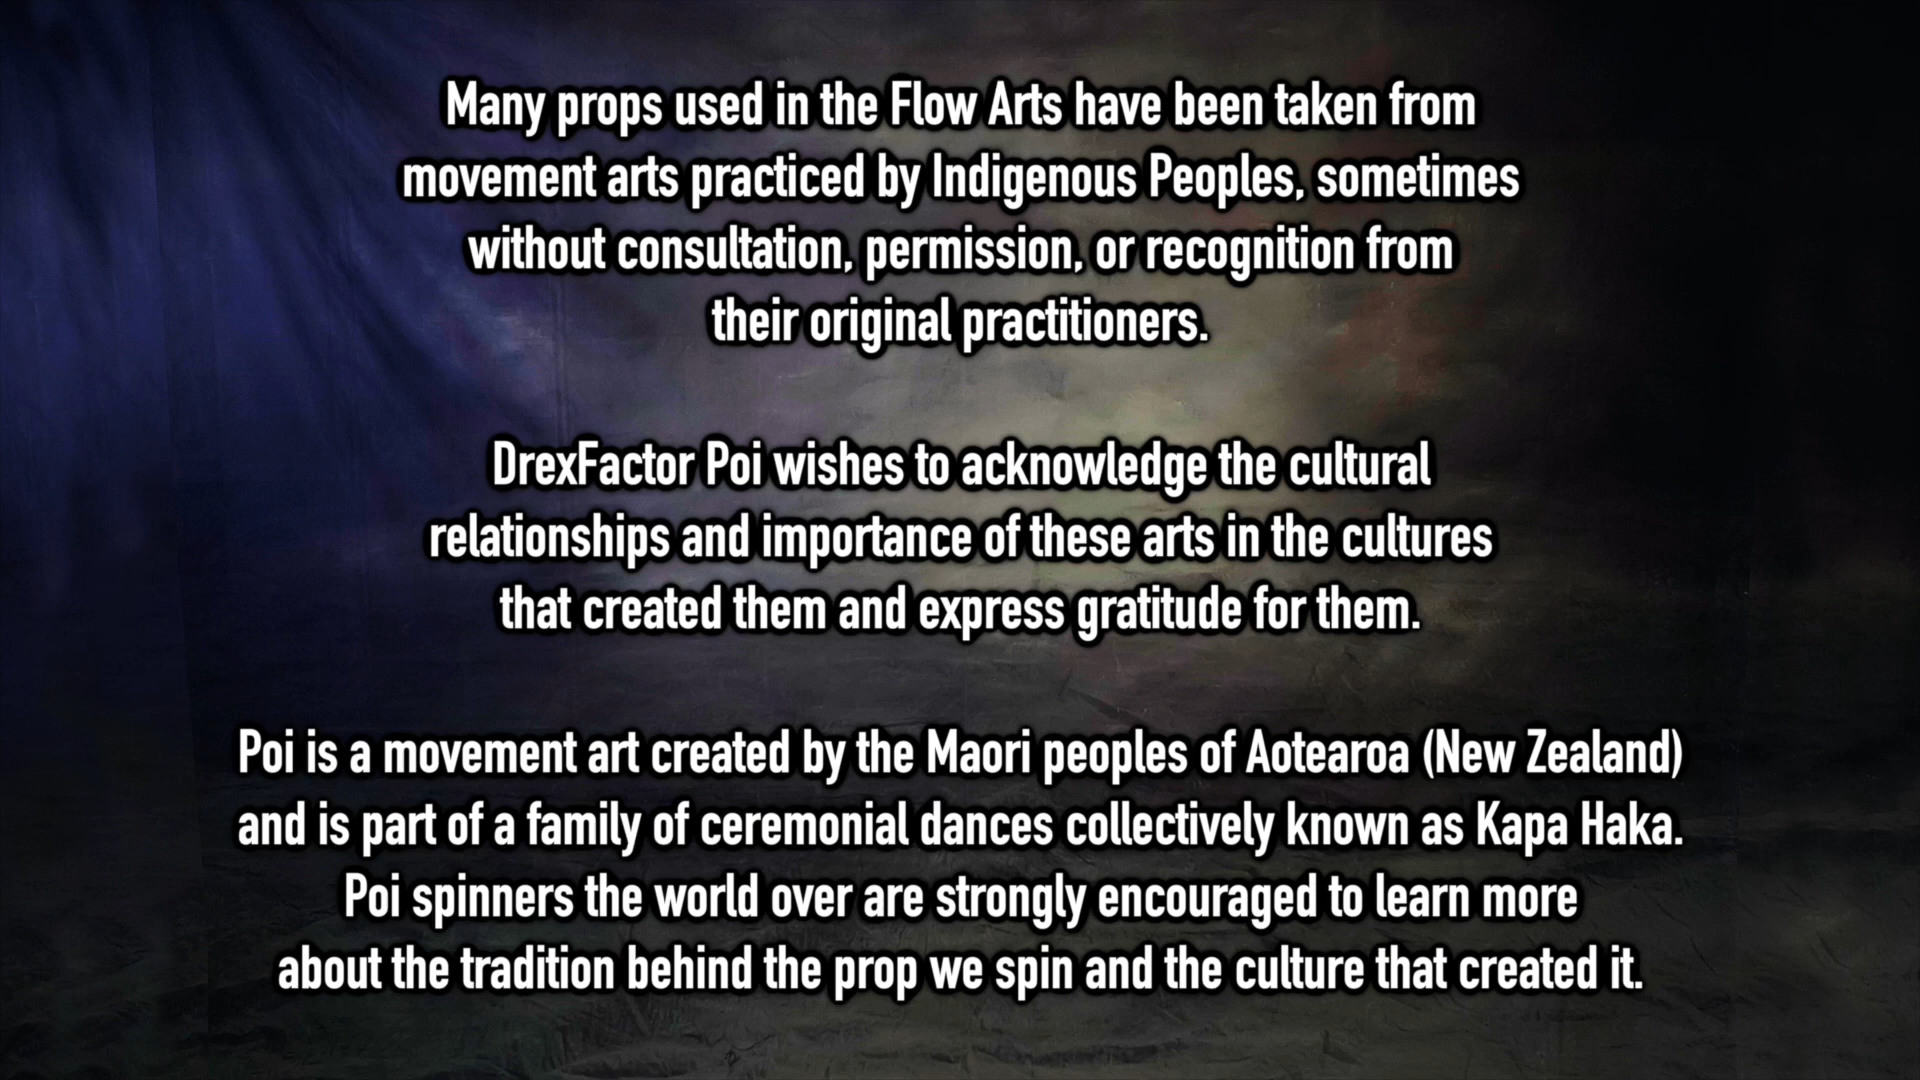 Many props used in the Flow Arts have been taken from
movement arts practiced by Indigenous Peoples, sometimes
without consultation, permission, or recognition from
their original practitioners.
DrexFactor Poi wishes to acknowledge the cultural
relationships and importance of these arts in the cultures
that created them and express gratitude for them.
Poi is a movement art created by the Maori peoples of Aotearoa (New Zealand)
and is part of a family of ceremonial dances collectively known as Kapa Haka.
Poi spinners the world over are strongly encouraged to learn more
about the tradition behind the prop we spin and the culture that created it.